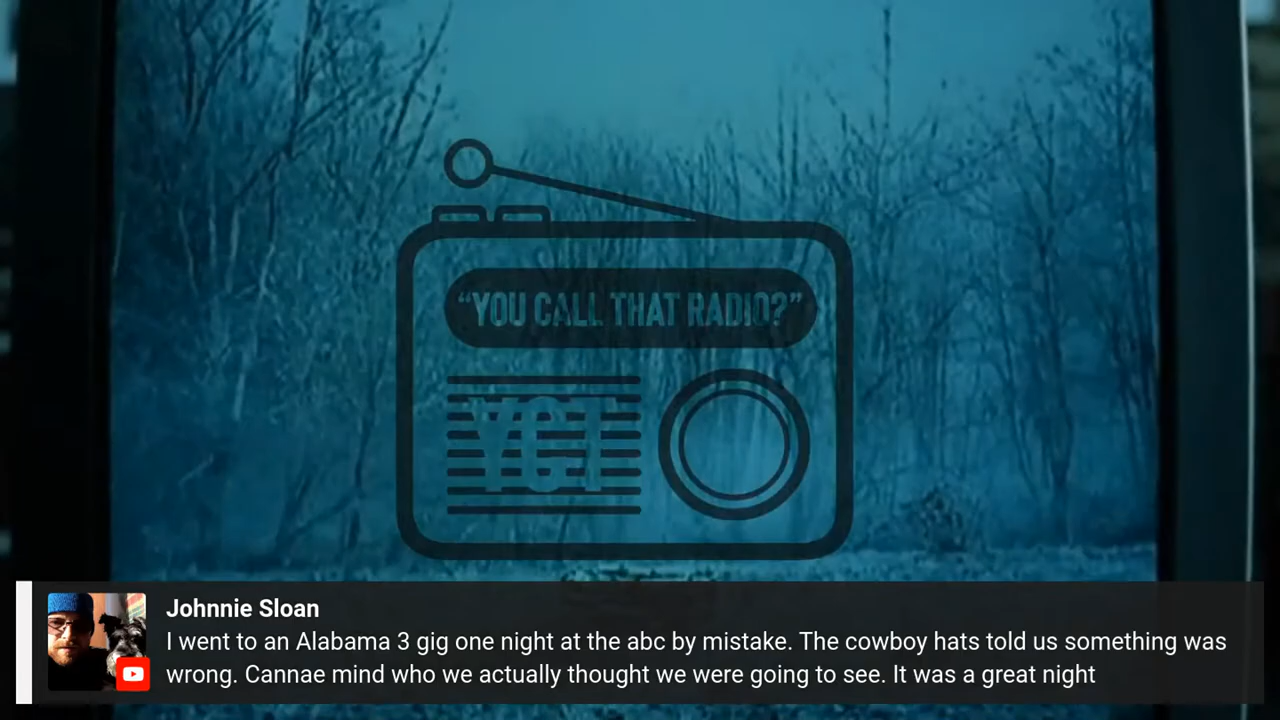 “YOU CALL THAT RADIO?”
YCT
Johnnie Sloan
I went to an Alabama 3 gig one night at the abc by mistake. The cowboy hats told us something was
wrong. Cannae mind who we actually thought we were going to see. It was a great night